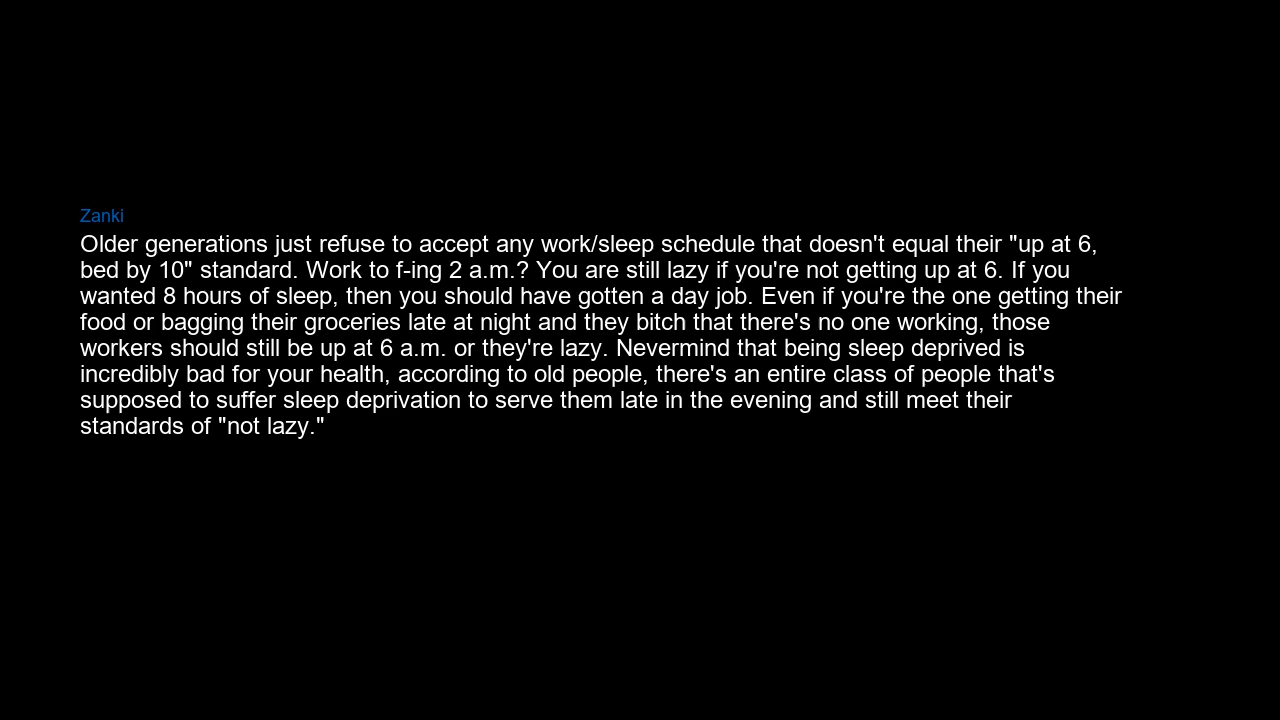 Zanki
Older generations just refuse to accept any work/sleep schedule that doesn't equal their "up at 6,
bed by 10" standard. Work to f-ing 2 a.m.? You are still lazy if you're not getting up at 6. If you
wanted 8 hours of sleep, then you should have gotten a day job. Even if you're the one getting their
food or bagging their groceries late at night and they bitch that there's no one working, those
workers should still be up at 6 a.m. or they're lazy. Nevermind that being sleep deprived is
incredibly bad for your health, according to old people, there's an entire class of people that's
supposed to suffer sleep deprivation to serve them late in the evening and still meet their
standards of "not lazy."